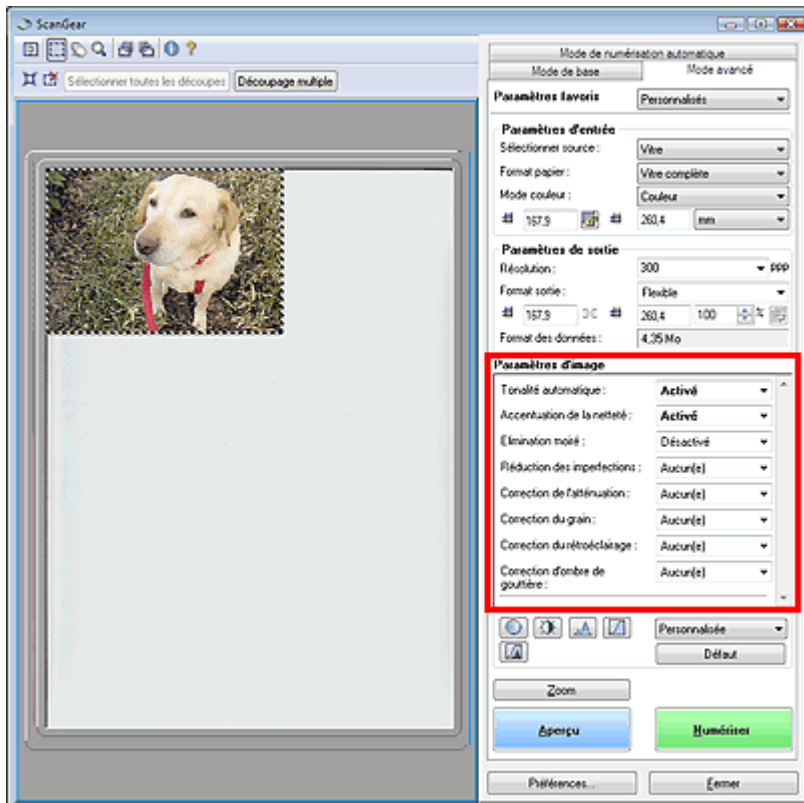 ScanGear
Sélectionner toutes les découpes Découpage multiple
Mode de numérisation automatique
Mode de base Mode avancé
Paramètres favoris Personnalisés
Paramètres d'entrée
Sélectionner source : Vitre
Format papier : Vitre complète
Mode couleur : Couleur
167,9 260,4 mm
Paramètres de sortie
Résolution : 300 PPP
Format sortie : Flexible
167,9 260,4 100 %
Format des données : 4,35 Mo
Paramètres d'image
Tonalité automatique : Activé
Accentuation de la netteté : Activé
Elimination moiré : Désactivé
Réduction des imperfections : Aucun(e)
Correction de l'atténuation : Aucun(e)
Correction du grain : Aucun(e)
Correction du rétroéclairage : Aucun(e)
Correction d'ombre de
gouttière : Aucun(e)
Personnalisée
Défaut
Zoom
Aperçu Numériser
Préférences... Fermer